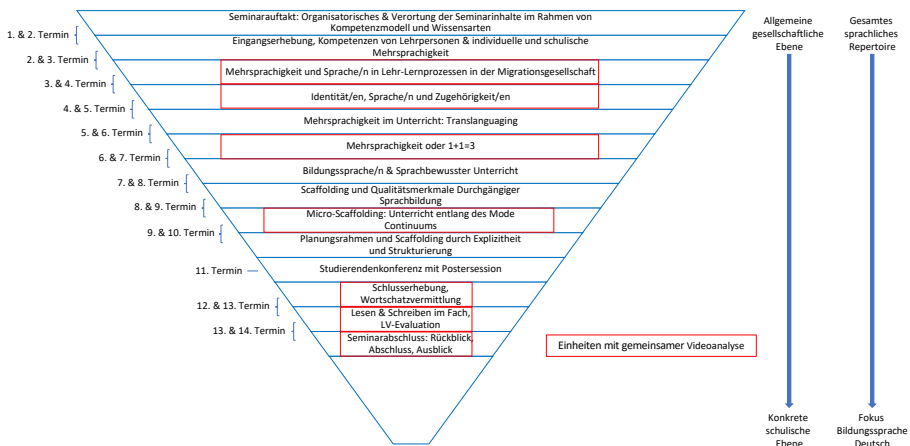 Seminarauftakt: Organisatorisches & Verortung der Seminarinhalte im Rahmen von
Kompetenzmodell und Wissensarten
1. & 2. Termin
Eingangserhebung, Kompetenzen von Lehrpersonen & individuelle und schulische
Mehrsprachigkeit
2. & 3. Termin
Mehrsprachigkeit und Sprache/n in Lehr-Lernprozessen in der Migrationsgesellschaft
3. & 4. Termin
Identität/en, Sprache/n und Zugehörigkeit/en
4. & 5. Termin
Mehrsprachigkeit im Unterricht: Translanguaging
5. & 6. Termin
Mehrsprachigkeit oder 1+1=3
6. & 7. Termin
Bildungssprache/n & Sprachbewusster Unterricht
7. & 8. Termin
Scaffolding und Qualitätsmerkmale Durchgängiger
Sprachbildung
8. & 9. Termin
Micro-Scaffolding: Unterricht entlang des Mode
Continuums
9. & 10. Termin
Planungsrahmen und Scaffolding durch Explizitheit
und Strukturierung
11. Termin
Studierendenkonferenz mit Postersession
Schlusserhebung,
Wortschatzvermittlung
12. & 13. Termin
Lesen & Schreiben im Fach,
LV-Evaluation
13. & 14. Termin
Seminarabschluss: Rückblick,
Abschluss, Ausblick
Einheiten mit gemeinsamer Videoanalyse
Allgemeine
gesellschaftliche
Ebene
Gesamtes
sprachliches
Repertoire
Konkrete
schulische
Ebene
Fokus
Bildungssprache
Deutsch